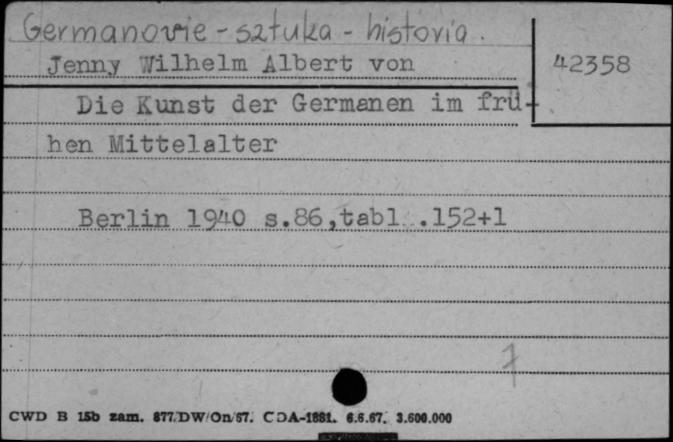 Germanowie - sztuka - historia.
Jenny Wilhelm Albert von
42358
Die Kunst der Germanen im frü-
hen Mittelalter
Berlin 1940 s.86,tabl..152+1
7
CWD B 15b zam. 877/DW/On/67. CDA-1881. 6.6.67. 3.600.000